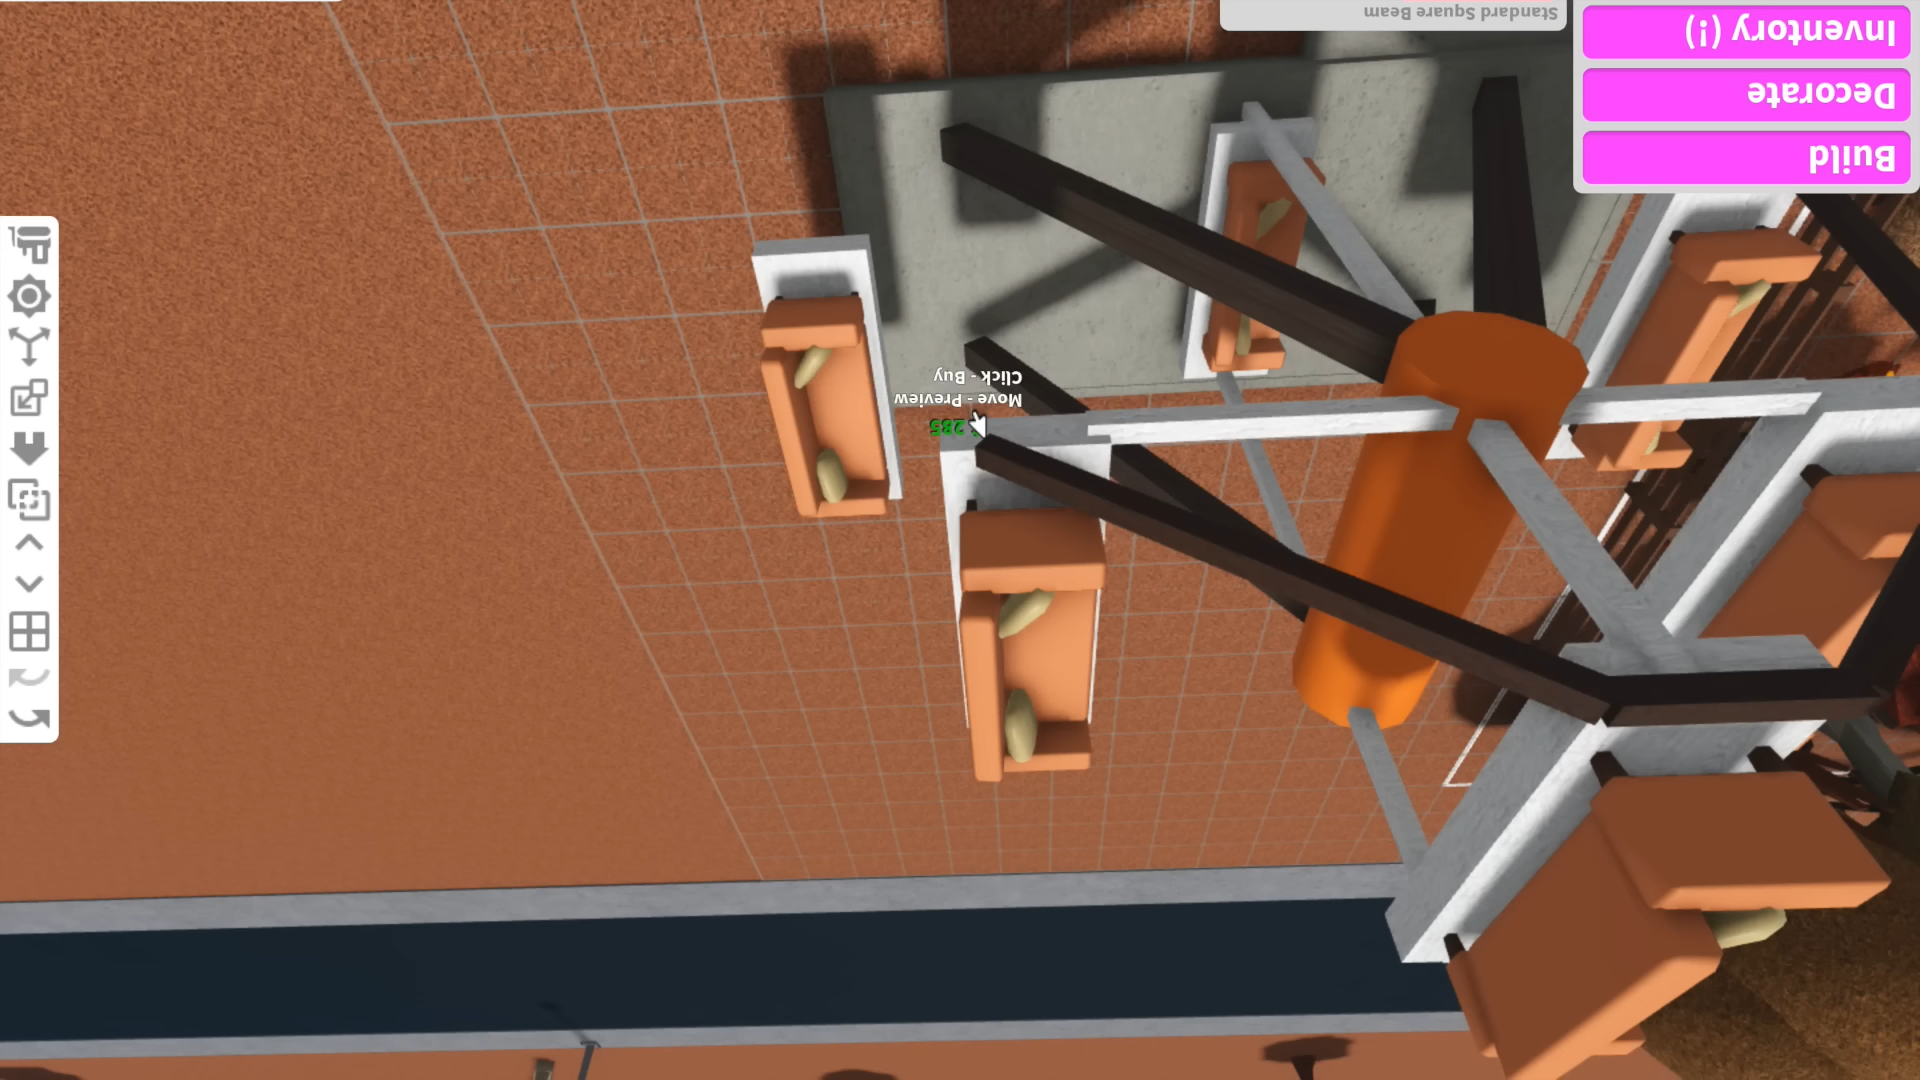 Build
Decorate
Inventory (!)
Standard Square Beam
285
Move - Preview
Click - Buy